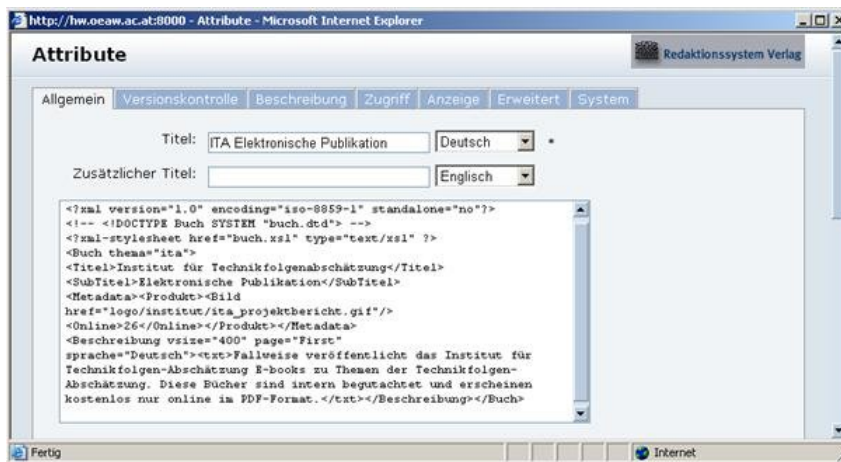 http://hw.oeaw.ac.at:8000 - Attribute - Microsoft Internet Explorer
Attribute
Redaktionssystem Verlag
Allgemein Versionskontrolle Beschreibung Zugriff Anzeige Erweitert System
Titel: ITA Elektronische Publikation Deutsch *
Zusätzlicher Titel: Englisch
<?xml version="1.0" encoding="iso-8859-1" standalone="no"?>
<!-- <!DOCTYPE Buch SYSTEM "buch.dtd"> -->
<?xml-stylesheet href="buch.xsl" type="text/xsl" ?>
<Buch thema="ita">
<Titel>Institut für Technikfolgenabschätzung</Titel>
<SubTitel>Elektronische Publikation</SubTitel>
<Metadata><Produkt><Bild
href="logo/institut/ita_projektbericht.gif"/>
<Online>26</Online></Produkt></Metadata>
<Beschreibung vsize="400" page="First"
sprache="Deutsch"><txt>Fallweise veröffentlicht das Institut für
Technikfolgen-Abschätzung E-books zu Themen der Technikfolgen-
Abschätzung. Diese Bücher sind intern begutachtet und erscheinen
kostenlos nur online im PDF-Format.</txt></Beschreibung></Buch>
Fertig Internet